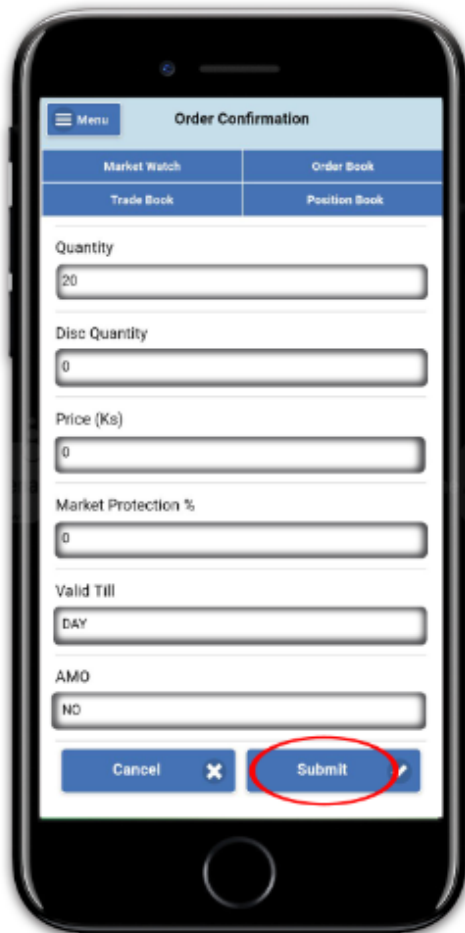 Menu
Order Confirmation
Market Watch
Order Book
Trade Book
Position Book
Quantity
20
Disc Quantity
0
Price (Ks)
0
Market Protection %
0
Valid Till
DAY
AMO
NO
Cancel
Submit